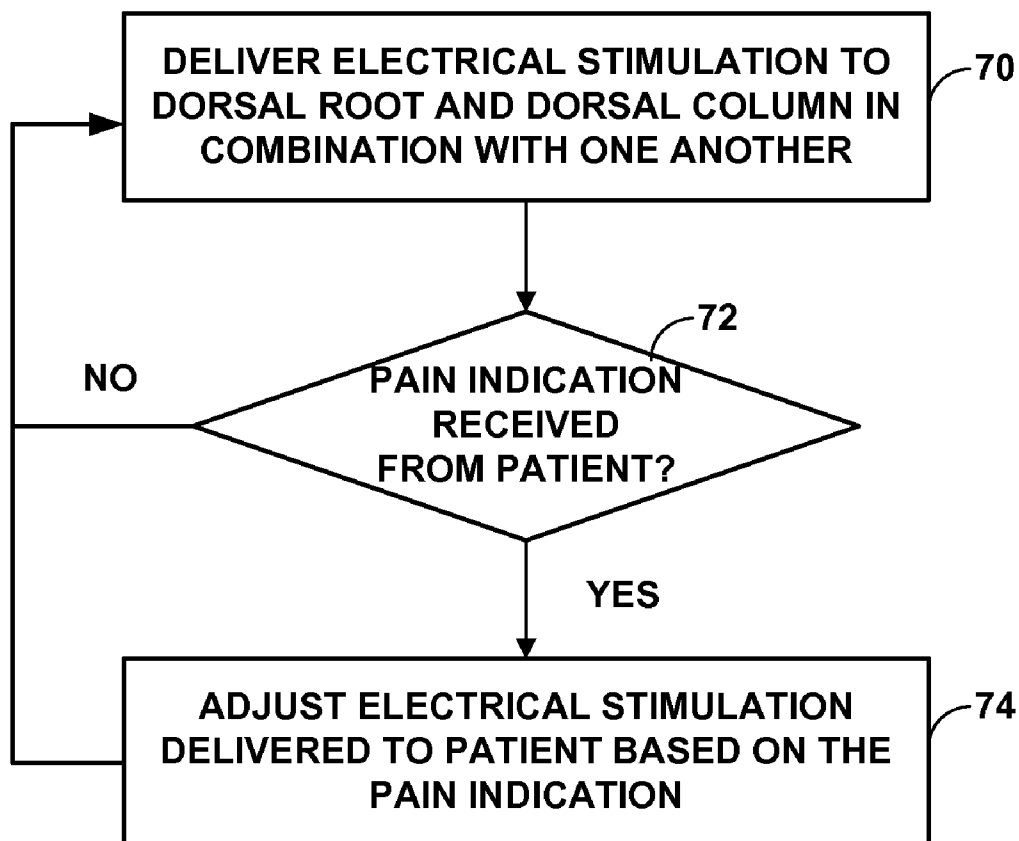 DELIVER ELECTRICAL STIMULATION TO
DORSAL ROOT AND DORSAL COLUMN IN
COMBINATION WITH ONE ANOTHER
70
72
PAIN INDICATION
RECEIVED
FROM PATIENT?
NO
YES
ADJUST ELECTRICAL STIMULATION
DELIVERED TO PATIENT BASED ON THE
PAIN INDICATION
74